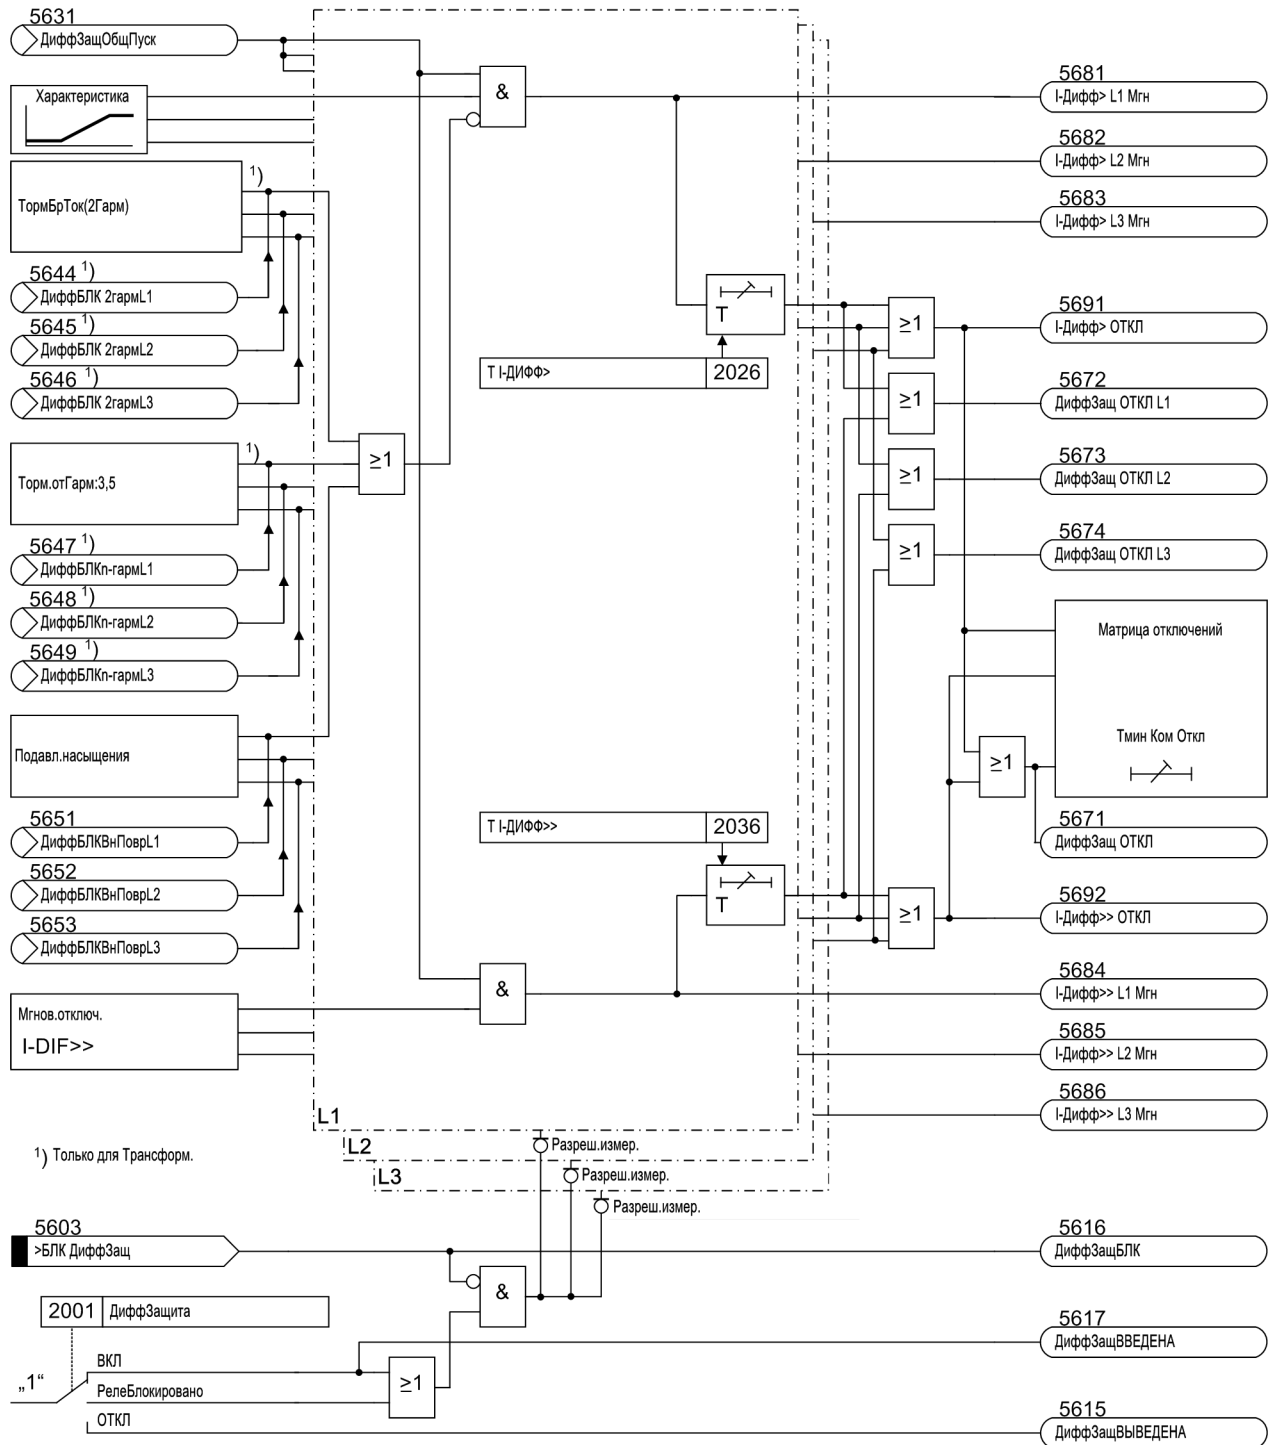 5631
ДиффЗащОбщПуск
Характеристика
&
ТормБрТок(2Гарм)
1)
5644 1)
ДиффБЛК 2гармL1
5645 1)
ДиффБЛК 2гармL2
5646 1)
ДиффБЛК 2гармL3
Торм.отГарм:3,5
1)
≥1
5647 1)
ДиффБЛКn-гармL1
5648 1)
ДиффБЛКn-гармL2
5649 1)
ДиффБЛКn-гармL3
Подавл.насыщения
5651
ДиффБЛКВнПоврL1
5652
ДиффБЛКВнПоврL2
5653
ДиффБЛКВнПоврL3
Мгнов.отключ.
I-DIF>>
&
T
T I-ДИФФ> 2026
T I-ДИФФ>> 2036
T
L1
L2
L3
Разреш.измер.
Разреш.измер.
Разреш.измер.
1) Только для Трансформ.
5681
I-Дифф> L1 Мгн
5682
I-Дифф> L2 Мгн
5683
I-Дифф> L3 Мгн
≥1
5691
I-Дифф> ОТКЛ
≥1
5672
ДиффЗащ ОТКЛ L1
≥1
5673
ДиффЗащ ОТКЛ L2
≥1
5674
ДиффЗащ ОТКЛ L3
Матрица отключений
Тмин Ком Откл
≥1
5671
ДиффЗащ ОТКЛ
≥1
5692
I-Дифф>> ОТКЛ
5684
I-Дифф>> L1 Мгн
5685
I-Дифф>> L2 Мгн
5686
I-Дифф>> L3 Мгн
5603
>БЛК ДиффЗащ
&
5616
ДиффЗащБЛК
2001 ДиффЗащита
5617
ДиффЗащВВЕДЕНА
„1“
ВКЛ
РелеБлокировано
ОТКЛ
≥1
5615
ДиффЗащВЫВЕДЕНА